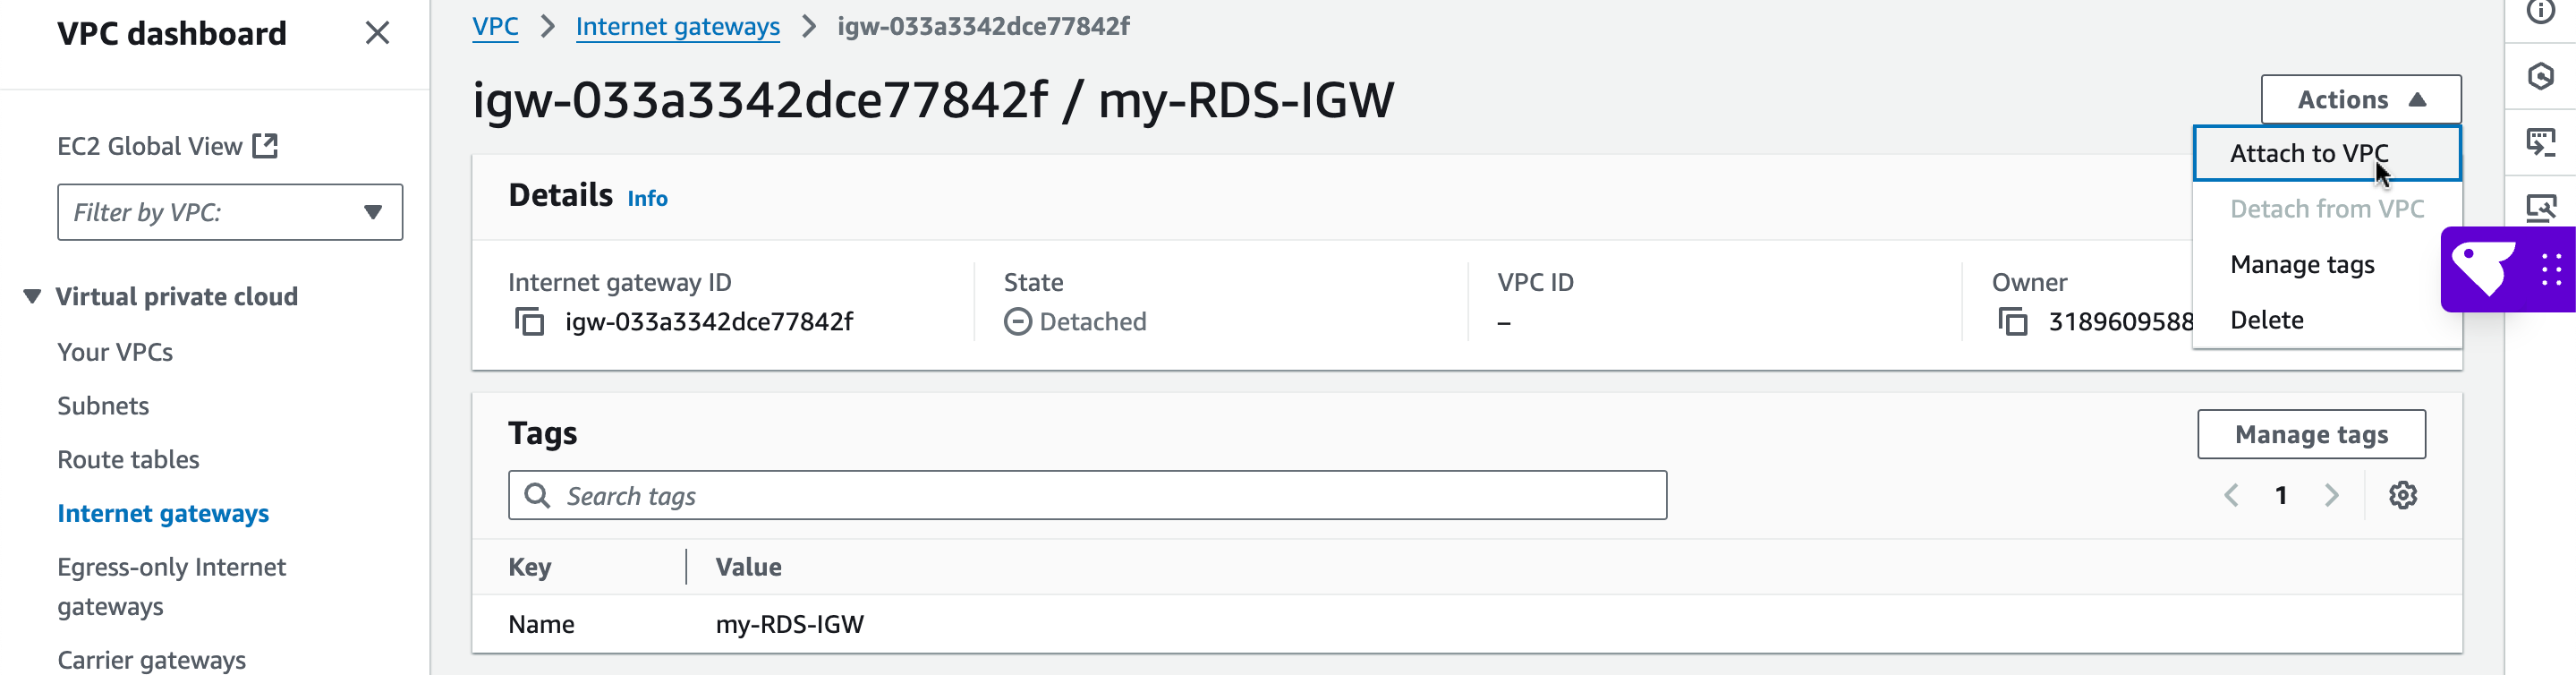 VPC dashboard
EC2 Global View
Filter by VPC:
Virtual private cloud
Your VPCs
Subnets
Route tables
Internet gateways
Egress-only Internet
gateways
Carrier gateways
VPC > Internet gateways > igw-033a3342dce77842f
igw-033a3342dce77842f / my-RDS-IGW
Actions
Attach to VPC
Detach from VPC
Manage tags
Delete
Details Info
Internet gateway ID
igw-033a3342dce77842f
State
Detached
VPC ID
–
Owner
3189609588
Tags
Manage tags
Search tags
1
Key Value
Name my-RDS-IGW